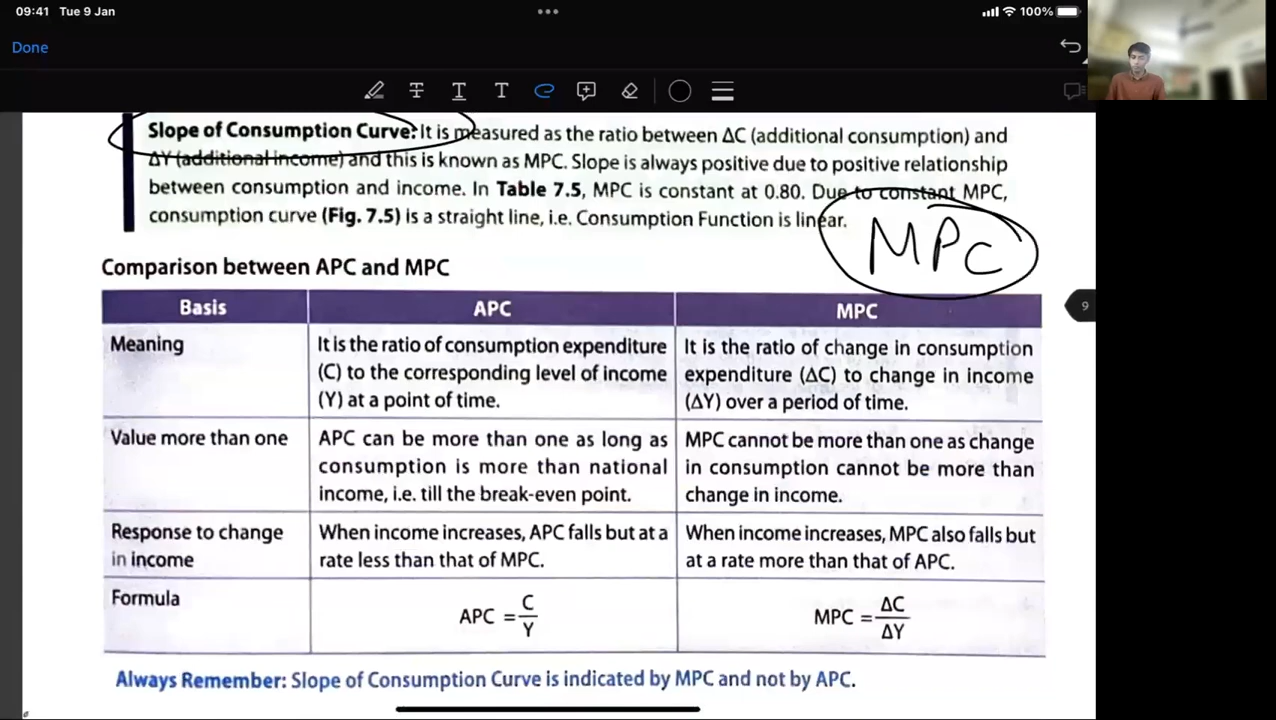 09:41 Tue 9 Jan
100%
Done
T T T
Slope of Consumption Curve: It is measured as the ratio between ΔC (additional consumption) and
ΔY (additional income) and this is known as MPC. Slope is always positive due to positive relationship
between consumption and income. In Table 7.5, MPC is constant at 0.80. Due to constant MPC,
consumption curve (Fig. 7.5) is a straight line, i.e. Consumption Function is linear.
MPC
Comparison between APC and MPC
9
Basis APC MPC
Meaning
It is the ratio of consumption expenditure
(C) to the corresponding level of income
(Y) at a point of time.
It is the ratio of change in consumption
expenditure (ΔC) to change in income
(ΔY) over a period of time.
Value more than one
APC can be more than one as long as
consumption is more than national
income, i.e. till the break-even point.
MPC cannot be more than one as change
in consumption cannot be more than
change in income.
Response to change
in income
When income increases, APC falls but at a
rate less than that of MPC.
When income increases, MPC also falls but
at a rate more than that of APC.
Formula
APC = C/Y
MPC = ΔC/ΔY
Always Remember: Slope of Consumption Curve is indicated by MPC and not by APC.